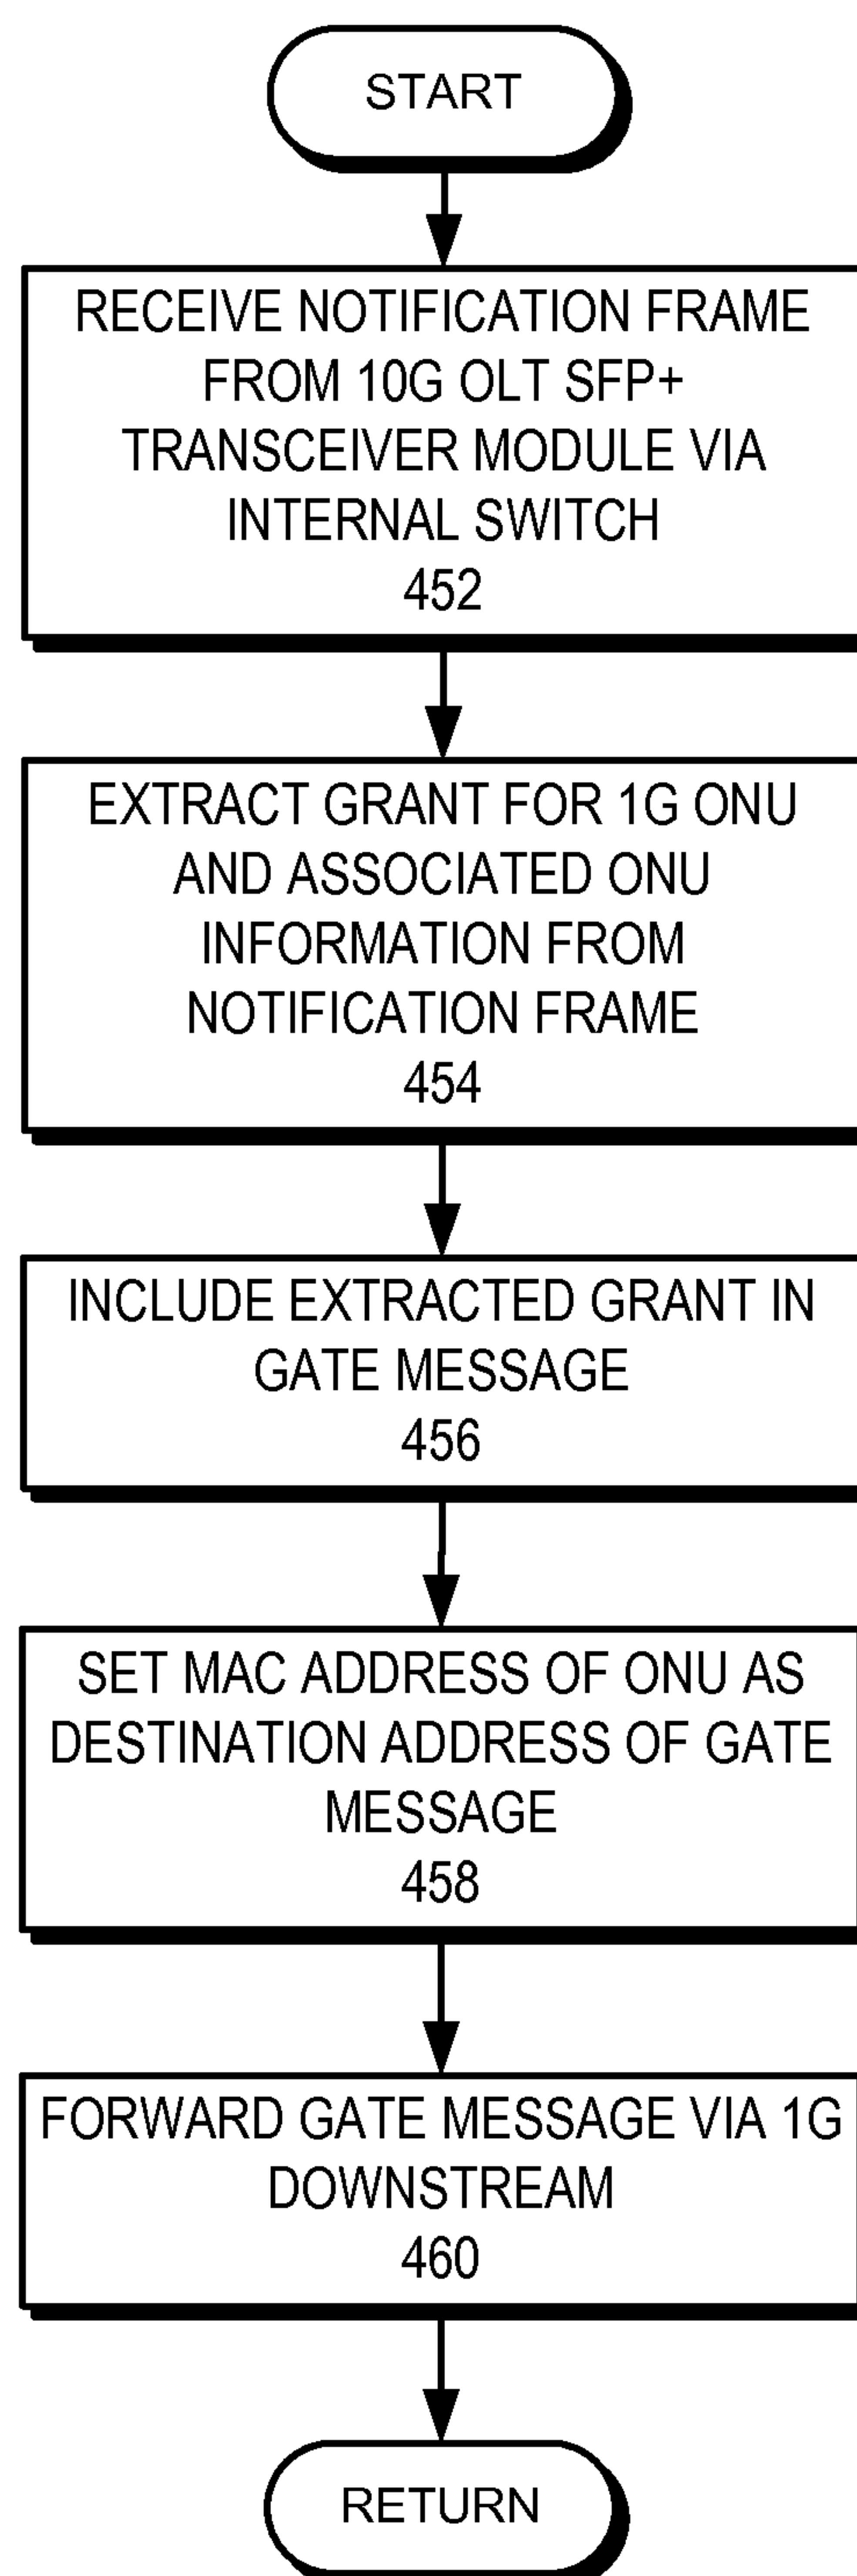 START
RECEIVE NOTIFICATION FRAME
FROM 10G OLT SFP+
TRANSCEIVER MODULE VIA
INTERNAL SWITCH
452
EXTRACT GRANT FOR 1G ONU
AND ASSOCIATED ONU
INFORMATION FROM
NOTIFICATION FRAME
454
INCLUDE EXTRACTED GRANT IN
GATE MESSAGE
456
SET MAC ADDRESS OF ONU AS
DESTINATION ADDRESS OF GATE
MESSAGE
458
FORWARD GATE MESSAGE VIA 1G
DOWNSTREAM
460
RETURN